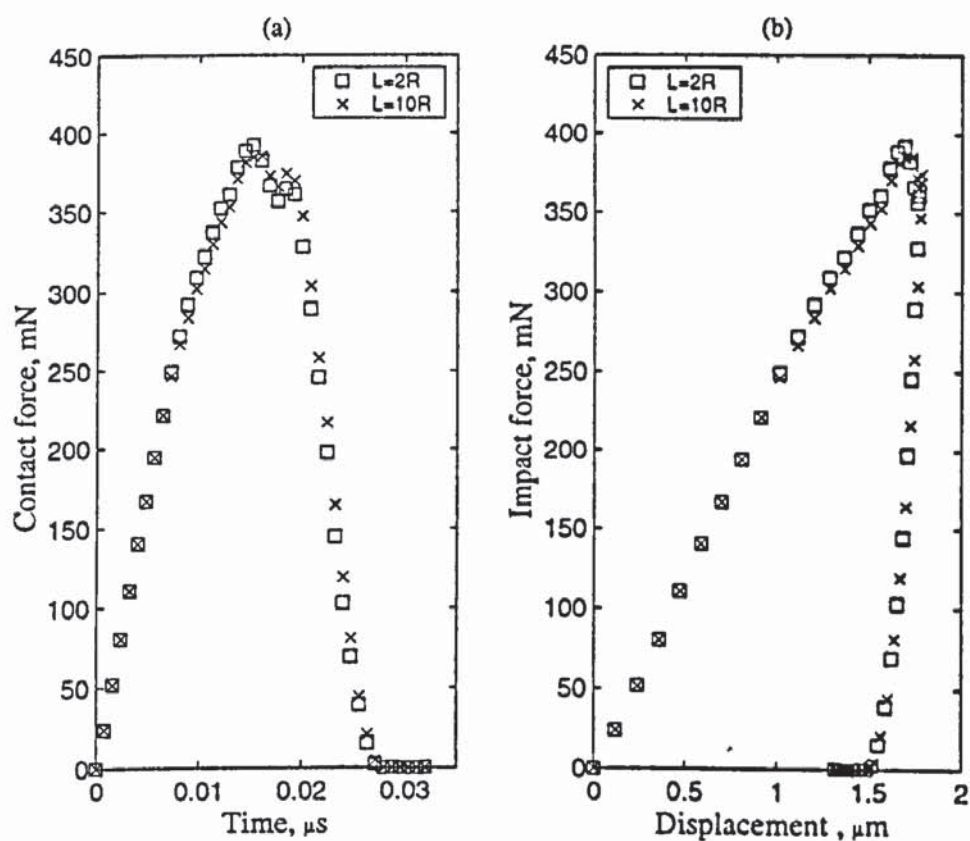 (a)
450
400
350
300
250
200
150
100
50
0
Contact force, mN
0
0.01
0.02
0.03
Time, μs
□ L=2R
× L=10R
(b)
450
400
350
300
250
200
150
100
50
0
Impact force, mN
0
0.5
1
1.5
2
Displacement , μm
□ L=2R
× L=10R